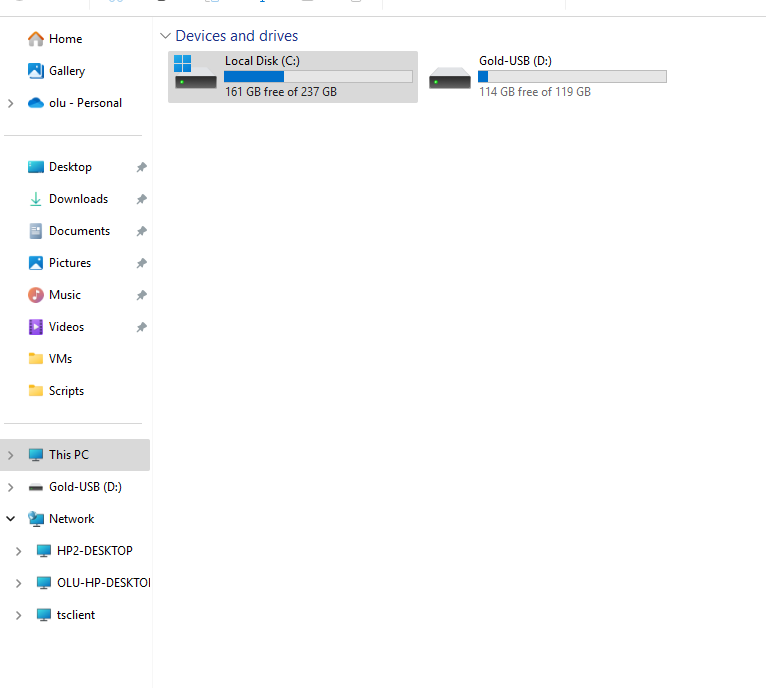 Home
Gallery
olu - Personal
Desktop
Downloads
Documents
Pictures
Music
Videos
VMs
Scripts
This PC
Gold-USB (D:)
Network
HP2-DESKTOP
OLU-HP-DESKTO
tsclient
Devices and drives
Local Disk (C:)
161 GB free of 237 GB
Gold-USB (D:)
114 GB free of 119 GB